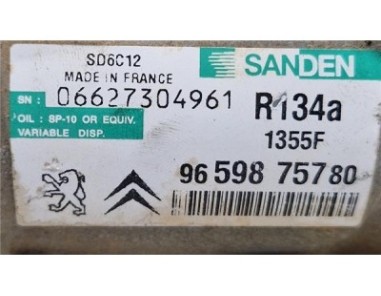 SD6C12
MADE IN FRANCE
SANDEN
SN : 06627304961
R134a
OIL : SP-10 OR EQUIV.
VARIABLE DISP.
1355F
96 598 757 80